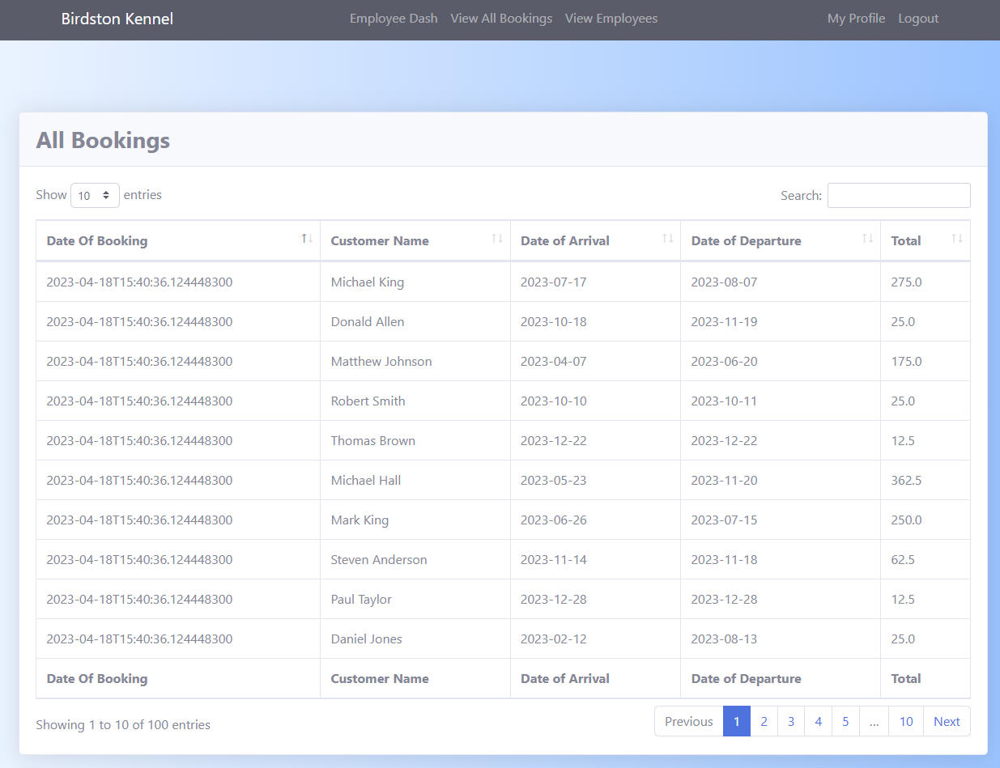 Birdston Kennel Employee Dash View All Bookings View Employees My Profile Logout
All Bookings
Show 10 entries Search:
Date Of Booking Customer Name Date of Arrival Date of Departure Total
2023-04-18T15:40:36.124448300 Michael King 2023-07-17 2023-08-07 275.0
2023-04-18T15:40:36.124448300 Donald Allen 2023-10-18 2023-11-19 25.0
2023-04-18T15:40:36.124448300 Matthew Johnson 2023-04-07 2023-06-20 175.0
2023-04-18T15:40:36.124448300 Robert Smith 2023-10-10 2023-10-11 25.0
2023-04-18T15:40:36.124448300 Thomas Brown 2023-12-22 2023-12-22 12.5
2023-04-18T15:40:36.124448300 Michael Hall 2023-05-23 2023-11-20 362.5
2023-04-18T15:40:36.124448300 Mark King 2023-06-26 2023-07-15 250.0
2023-04-18T15:40:36.124448300 Steven Anderson 2023-11-14 2023-11-18 62.5
2023-04-18T15:40:36.124448300 Paul Taylor 2023-12-28 2023-12-28 12.5
2023-04-18T15:40:36.124448300 Daniel Jones 2023-02-12 2023-08-13 25.0
Date Of Booking Customer Name Date of Arrival Date of Departure Total
Showing 1 to 10 of 100 entries Previous 1 2 3 4 5 ... 10 Next